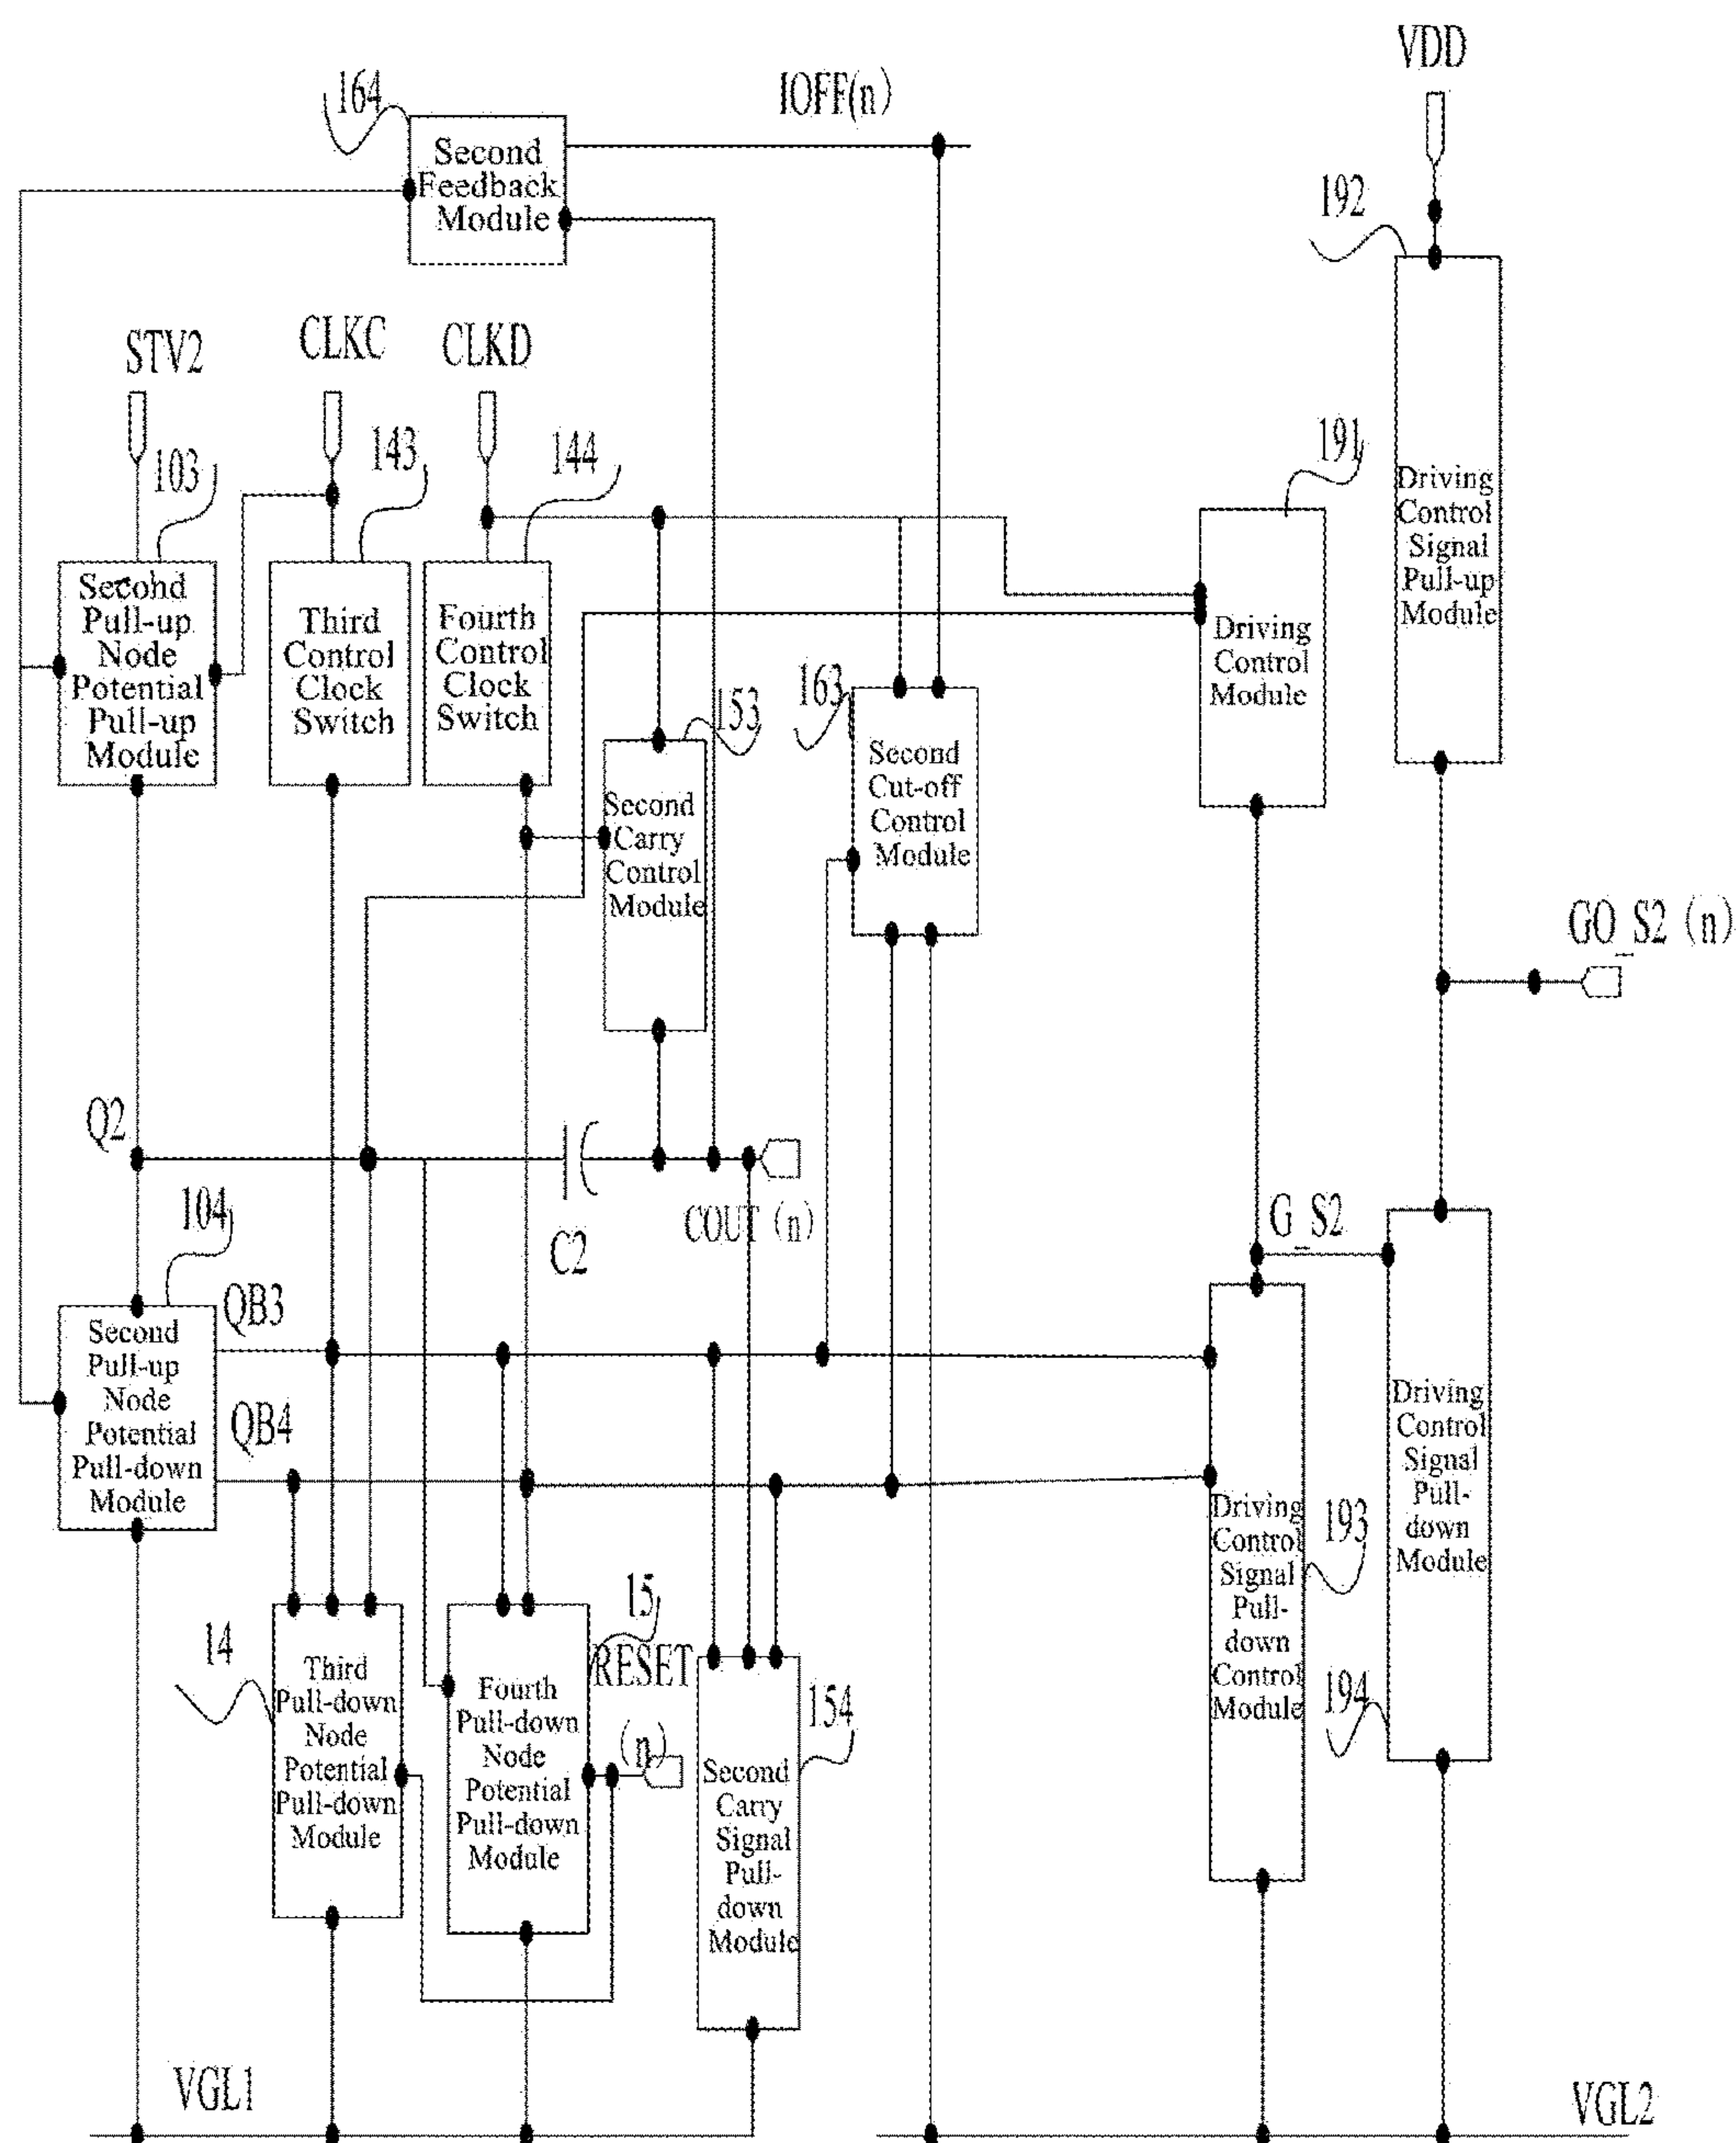 VDD
IOFF(n)
164
Second
Feedback
Module
192
STV2
CLKC
CLKD
103
143
144
191
Driving
Control
Signal
Pull-up
Module
Second
Pull-up
Node
Potential
Pull-up
Module
Third
Control
Clock
Switch
Fourth
Control
Clock
Switch
Driving
Control
Module
153
163
Second
Carry
Control
Module
Second
Cut-off
Control
Module
GO_S2 (n)
Q2
C2
COUT (n)
104
G_S2
QB3
QB4
Second
Pull-up
Node
Potential
Pull-down
Module
Driving
Control
Signal
Pull-
down
Module
Driving
Control
Signal
Pull-
down
Control
Module
193
14
15
RESET
(n)
154
194
Third
Pull-down
Node
Potential
Pull-down
Module
Fourth
Pull-down
Node
Potential
Pull-down
Module
Second
Carry
Signal
Pull-
down
Module
VGL1
VGL2